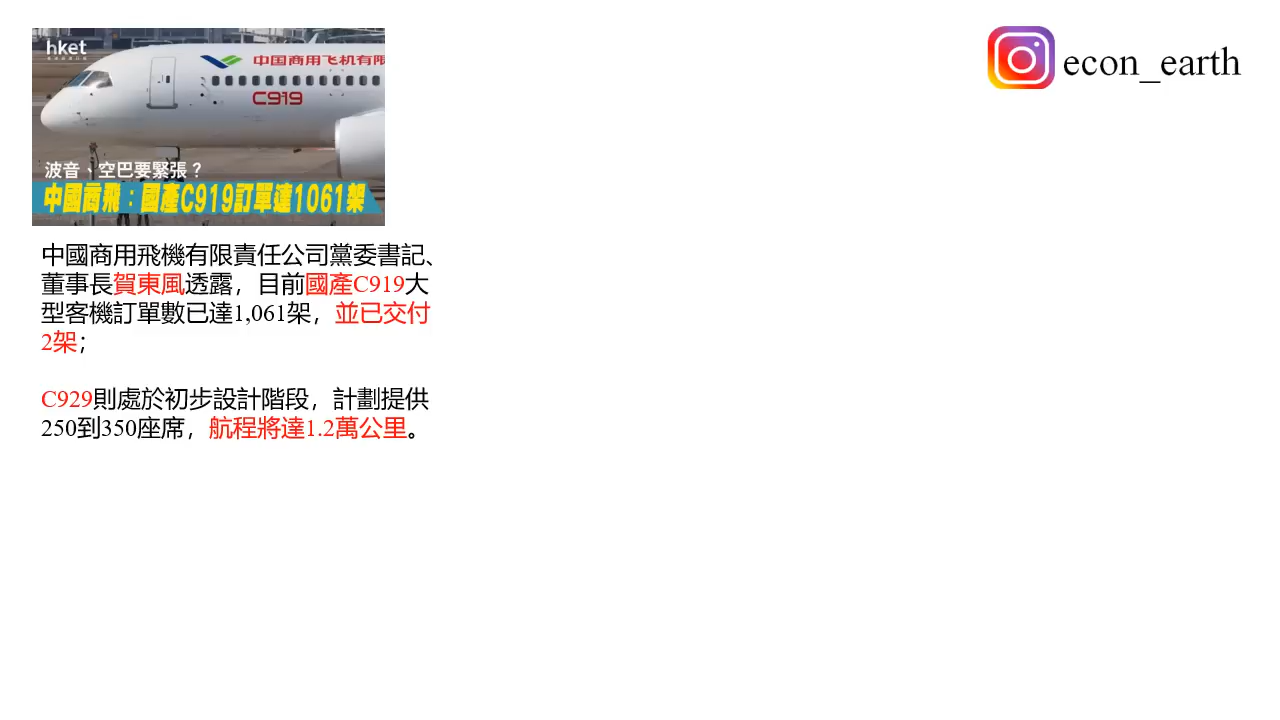 hket
中国商用飞机有限
C919
波音、空巴要緊張？
中國商飛：國產C919訂單達1061架
econ_earth
中國商用飛機有限責任公司黨委書記、
董事長賀東風透露，目前國產C919大
型客機訂單數已達1,061架，並已交付
2架；
C929則處於初步設計階段，計劃提供
250到350座席，航程將達1.2萬公里。